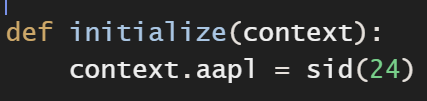 def initialize(context):
    context.aapl = sid(24)